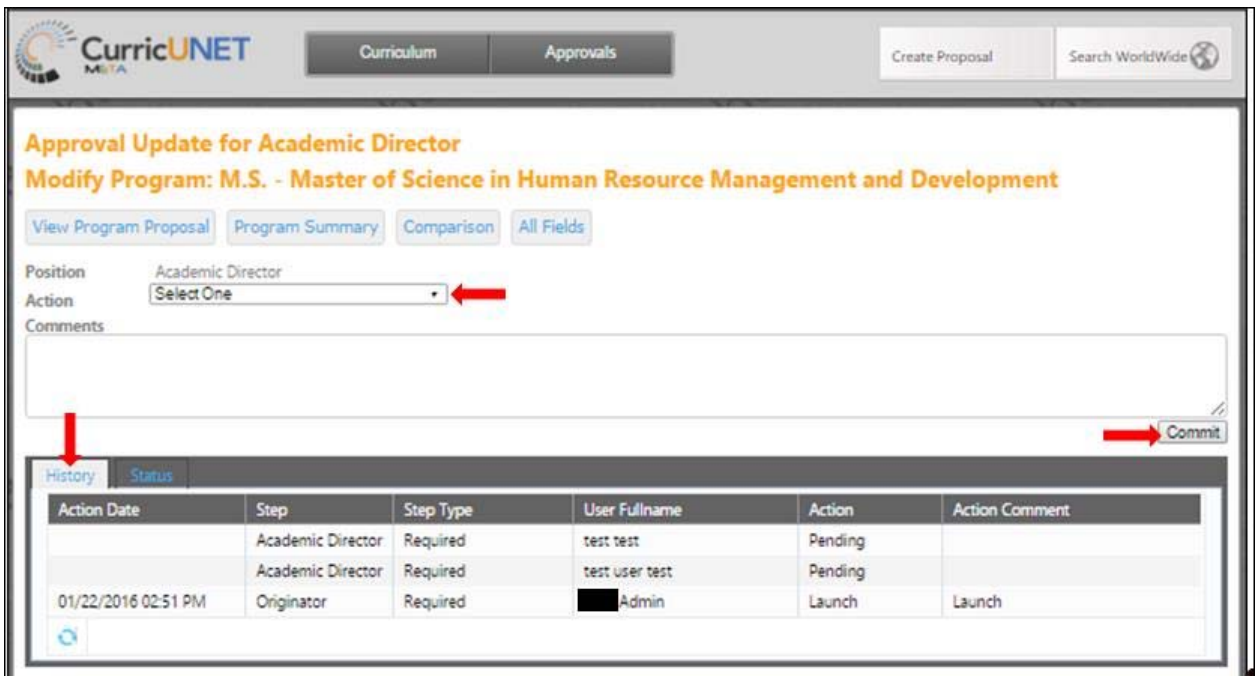 CurricUNET
META
Curriculum Approvals Create Proposal Search WorldWide
Approval Update for Academic Director
Modify Program: M.S. - Master of Science in Human Resource Management and Development
View Program Proposal Program Summary Comparison All Fields
Position Academic Director
Action Select One
Comments
Commit
History Status
Action Date Step Step Type User Fullname Action Action Comment
Academic Director Required test test Pending
Academic Director Required test user test Pending
01/22/2016 02:51 PM Originator Required Admin Launch Launch